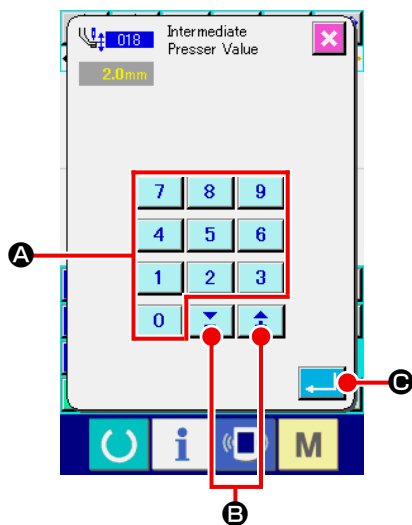 018 Intermediate
Presser Value
2.0mm
7 8 9
4 5 6
A
1 2 3
0
C
i M
B